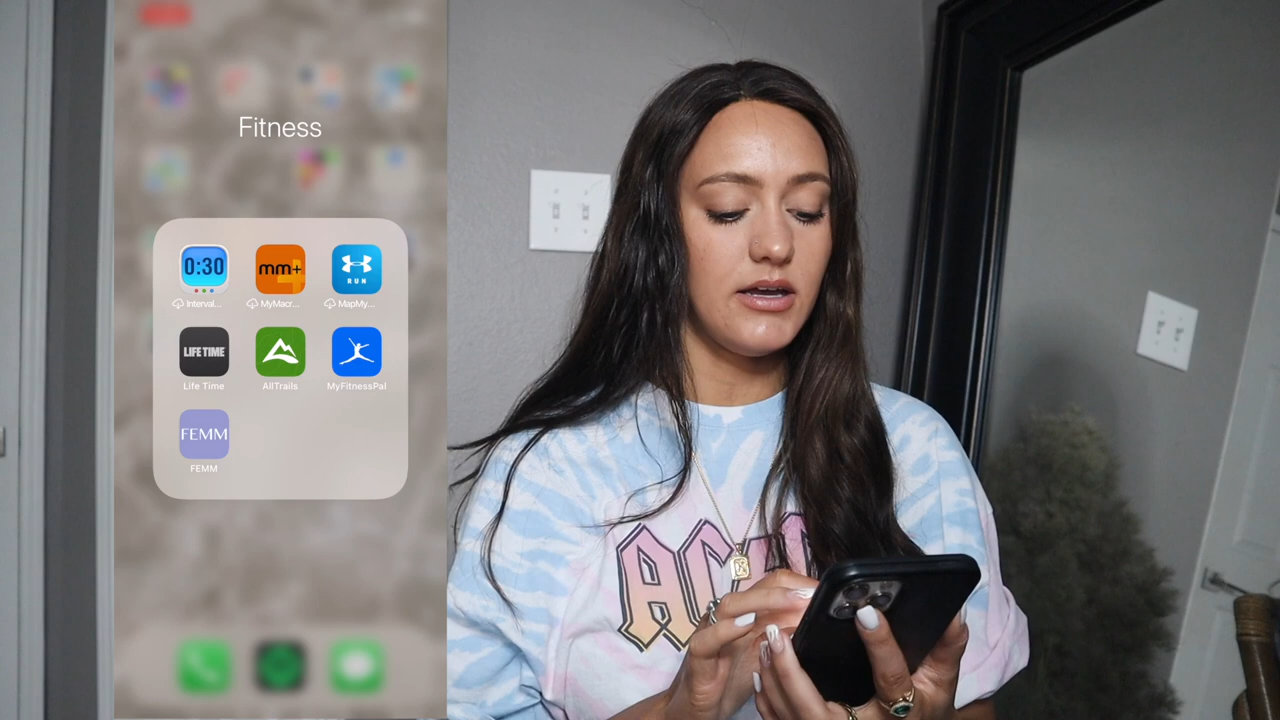 Fitness
0:30
mm+
RUN
Interval...
MyMacr...
MapMy...
LIFE TIME
Life Time
AllTrails
MyFitnessPal
FEMM
FEMM